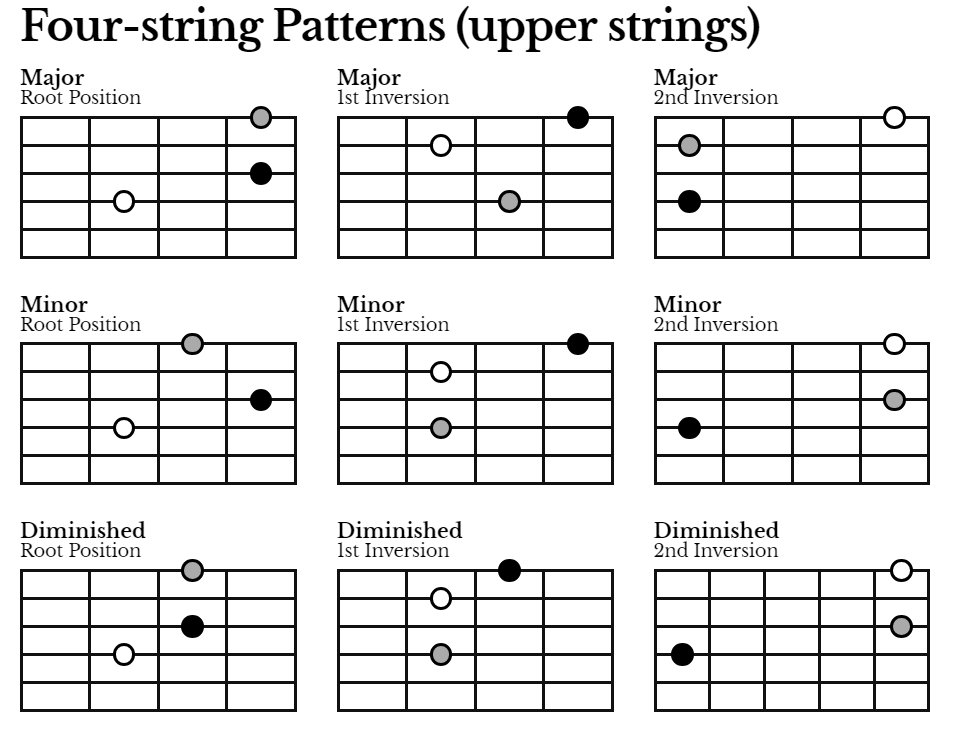 Four-string Patterns (upper strings)
Major
Root Position
Major
1st Inversion
Major
2nd Inversion
Minor
Root Position
Minor
1st Inversion
Minor
2nd Inversion
Diminished
Root Position
Diminished
1st Inversion
Diminished
2nd Inversion